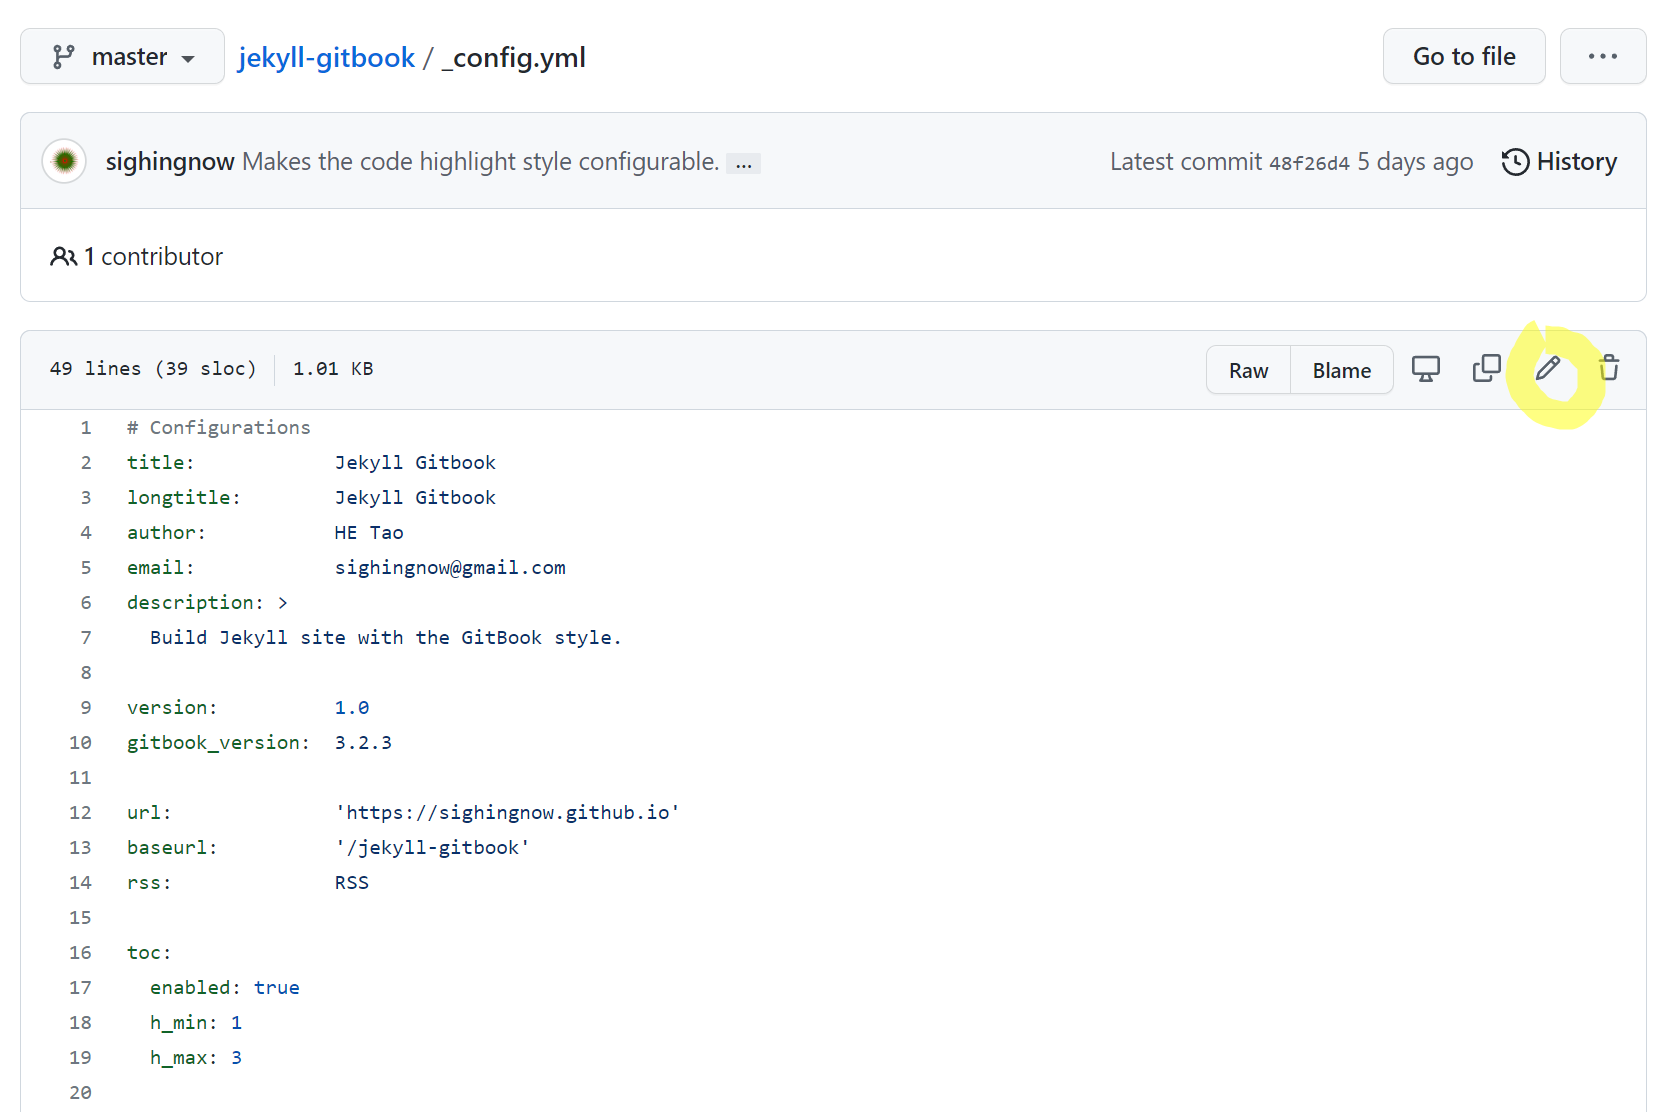 master jekyll-gitbook / _config.yml Go to file ...
sighingnow Makes the code highlight style configurable. ... Latest commit 48f26d4 5 days ago History
1 contributor
49 lines (39 sloc) 1.01 KB Raw Blame
1 # Configurations
2 title: Jekyll Gitbook
3 longtitle: Jekyll Gitbook
4 author: HE Tao
5 email: sighingnow@gmail.com
6 description: >
7 Build Jekyll site with the GitBook style.
8
9 version: 1.0
10 gitbook_version: 3.2.3
11
12 url: 'https://sighingnow.github.io'
13 baseurl: '/jekyll-gitbook'
14 rss: RSS
15
16 toc:
17 enabled: true
18 h_min: 1
19 h_max: 3
20